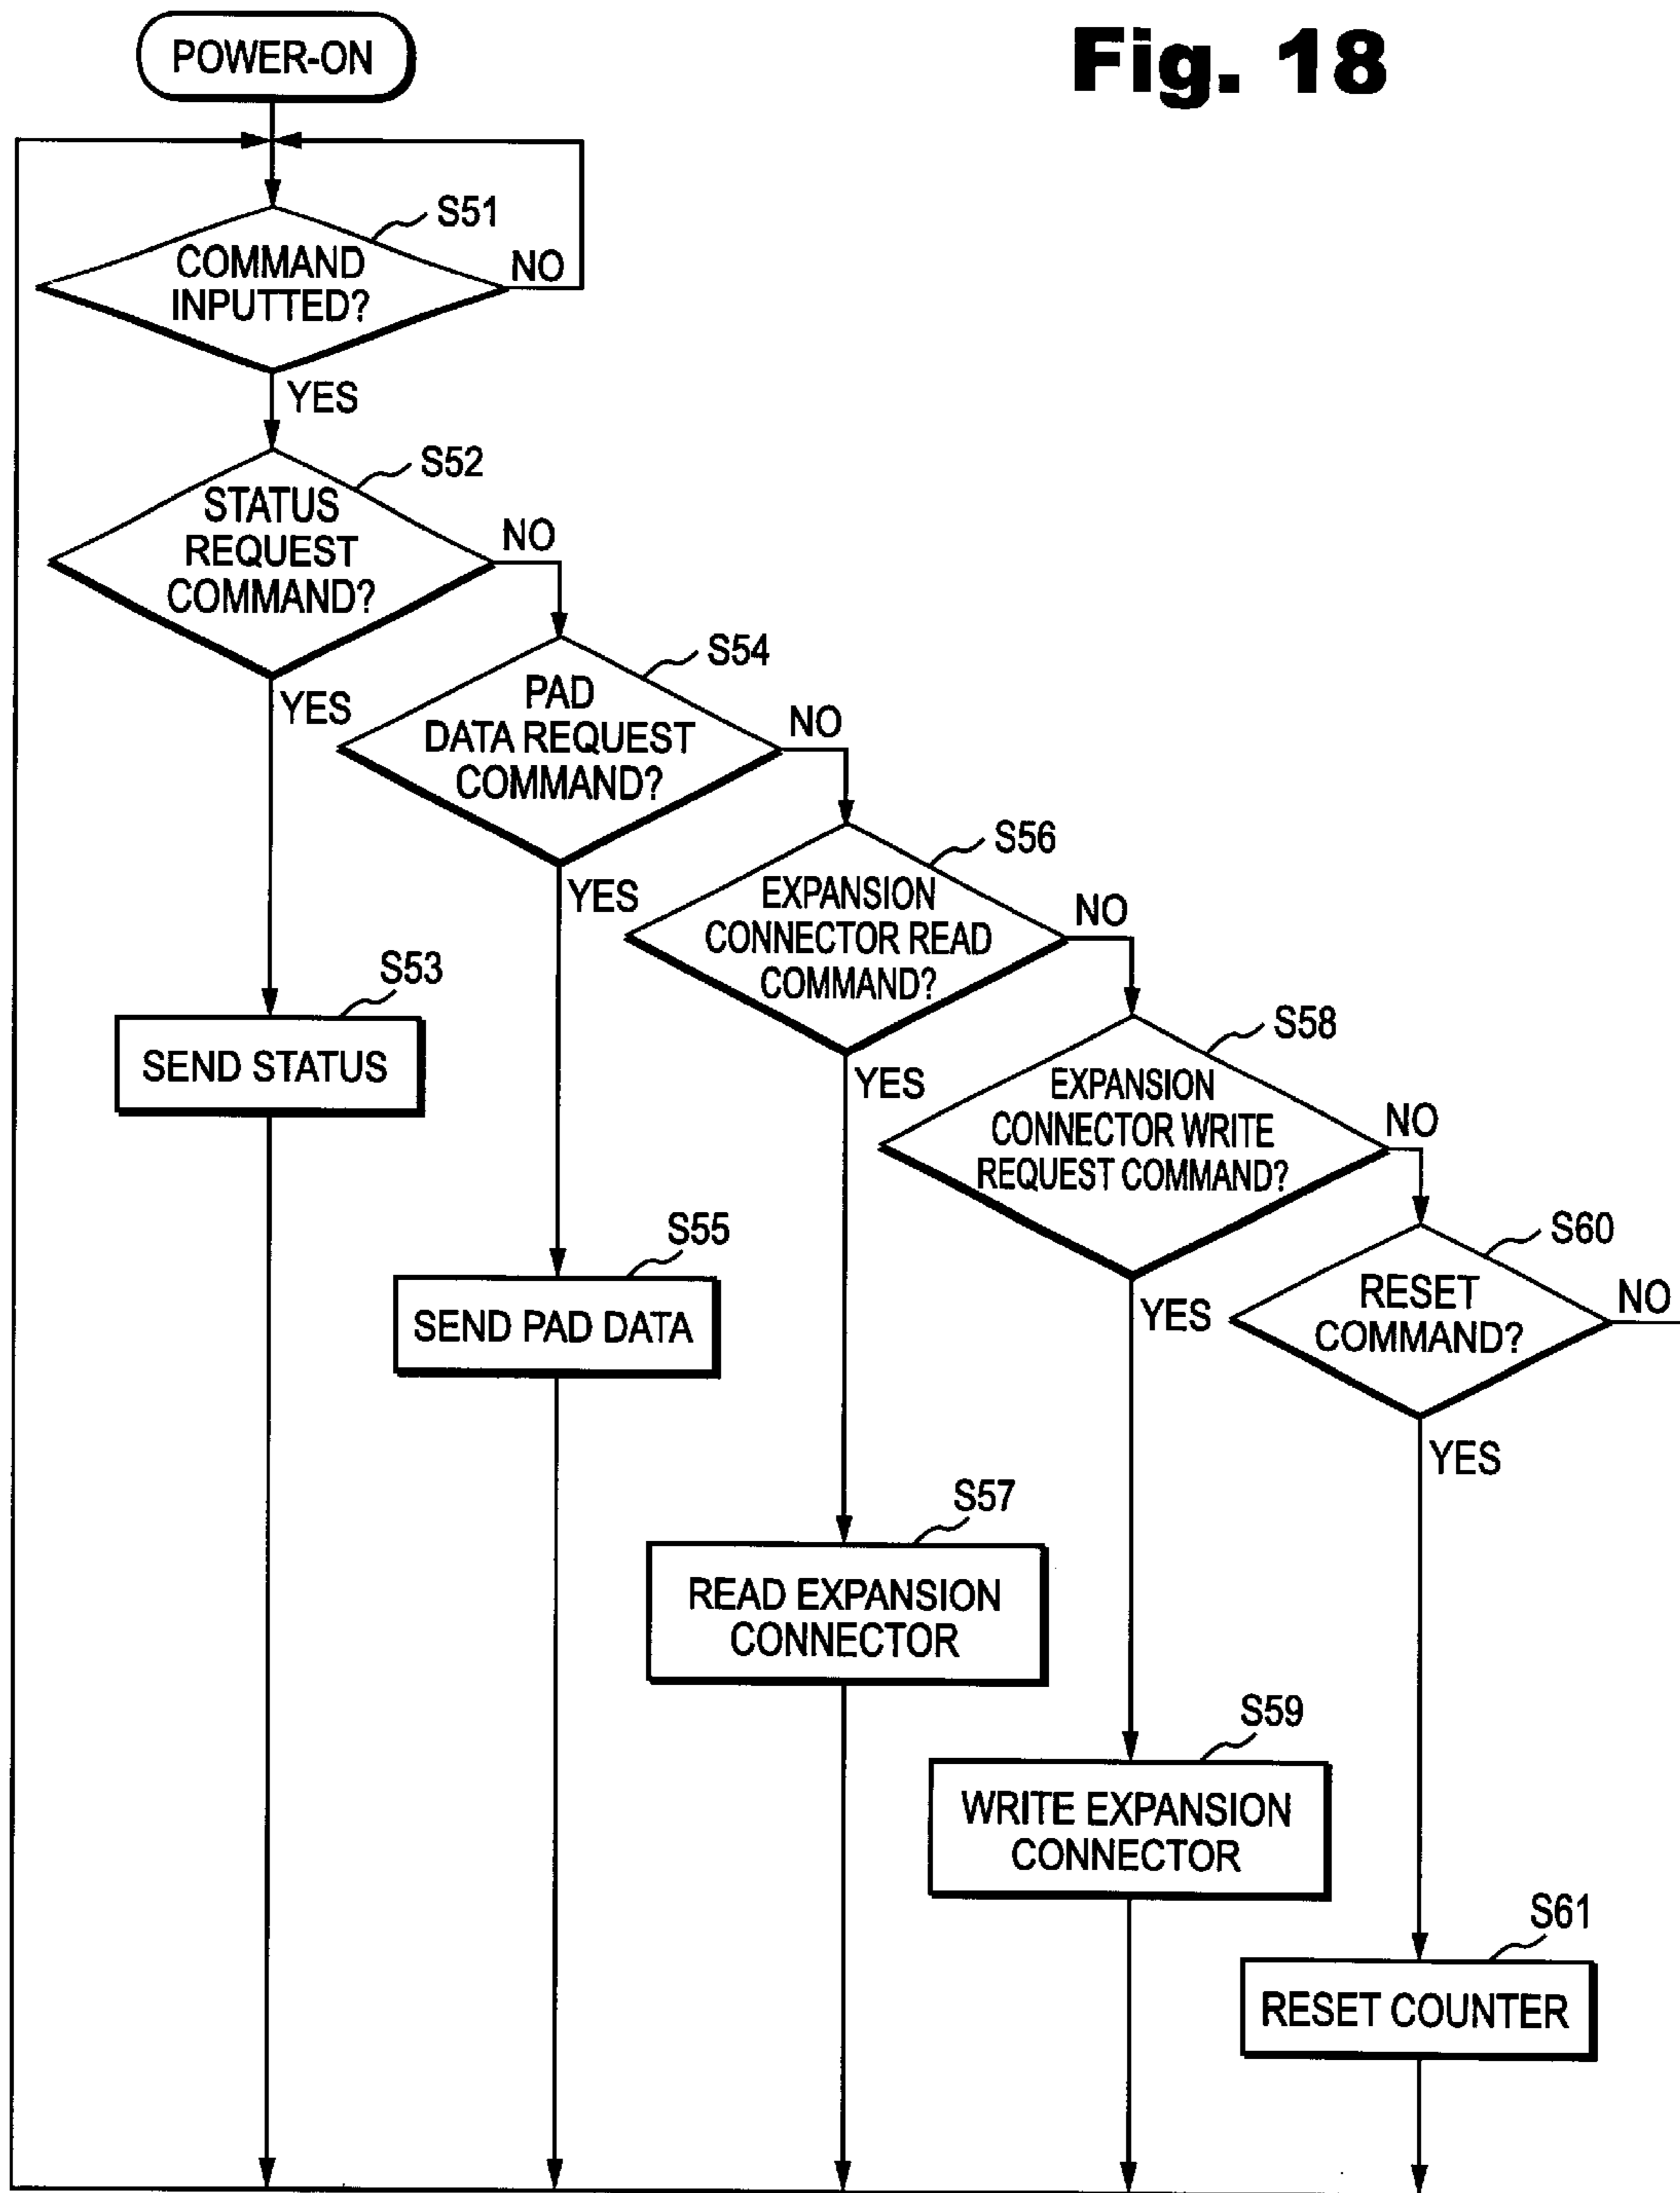 Fig. 18
POWER-ON
S51
COMMAND
INPUTTED?
NO
YES
S52
STATUS
REQUEST
COMMAND?
NO
YES
S54
PAD
DATA REQUEST
COMMAND?
NO
YES
S56
EXPANSION
CONNECTOR READ
COMMAND?
NO
YES
S53
SEND STATUS
S58
EXPANSION
CONNECTOR WRITE
REQUEST COMMAND?
NO
YES
S55
SEND PAD DATA
S60
RESET
COMMAND?
NO
YES
S57
READ EXPANSION
CONNECTOR
S59
WRITE EXPANSION
CONNECTOR
S61
RESET COUNTER